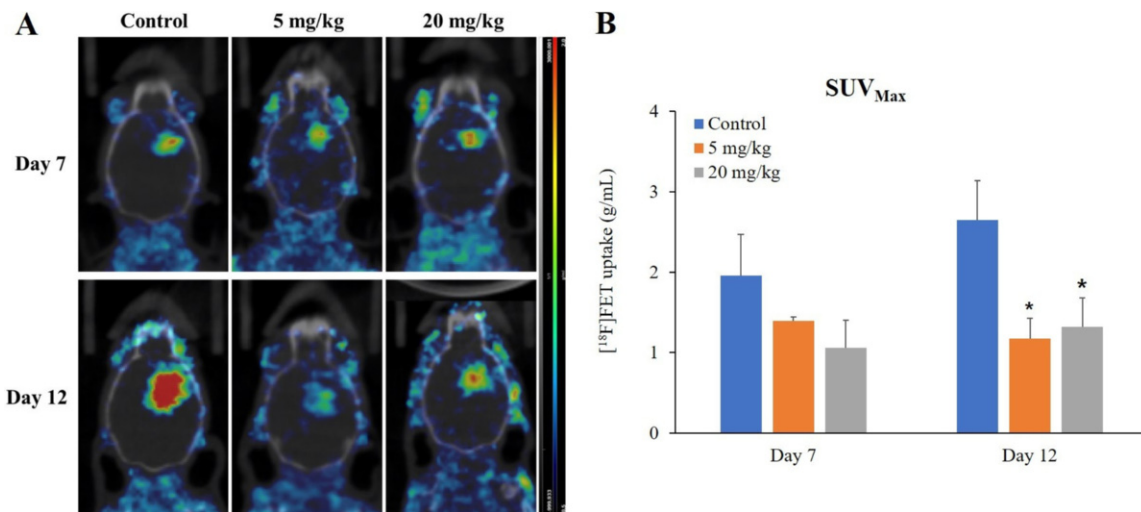 A
Control
5 mg/kg
20 mg/kg
Day 7
Day 12
B
SUVMax
Control
5 mg/kg
20 mg/kg
[18F]FET uptake (g/mL)
4
3
2
1
0
*
*
Day 7
Day 12